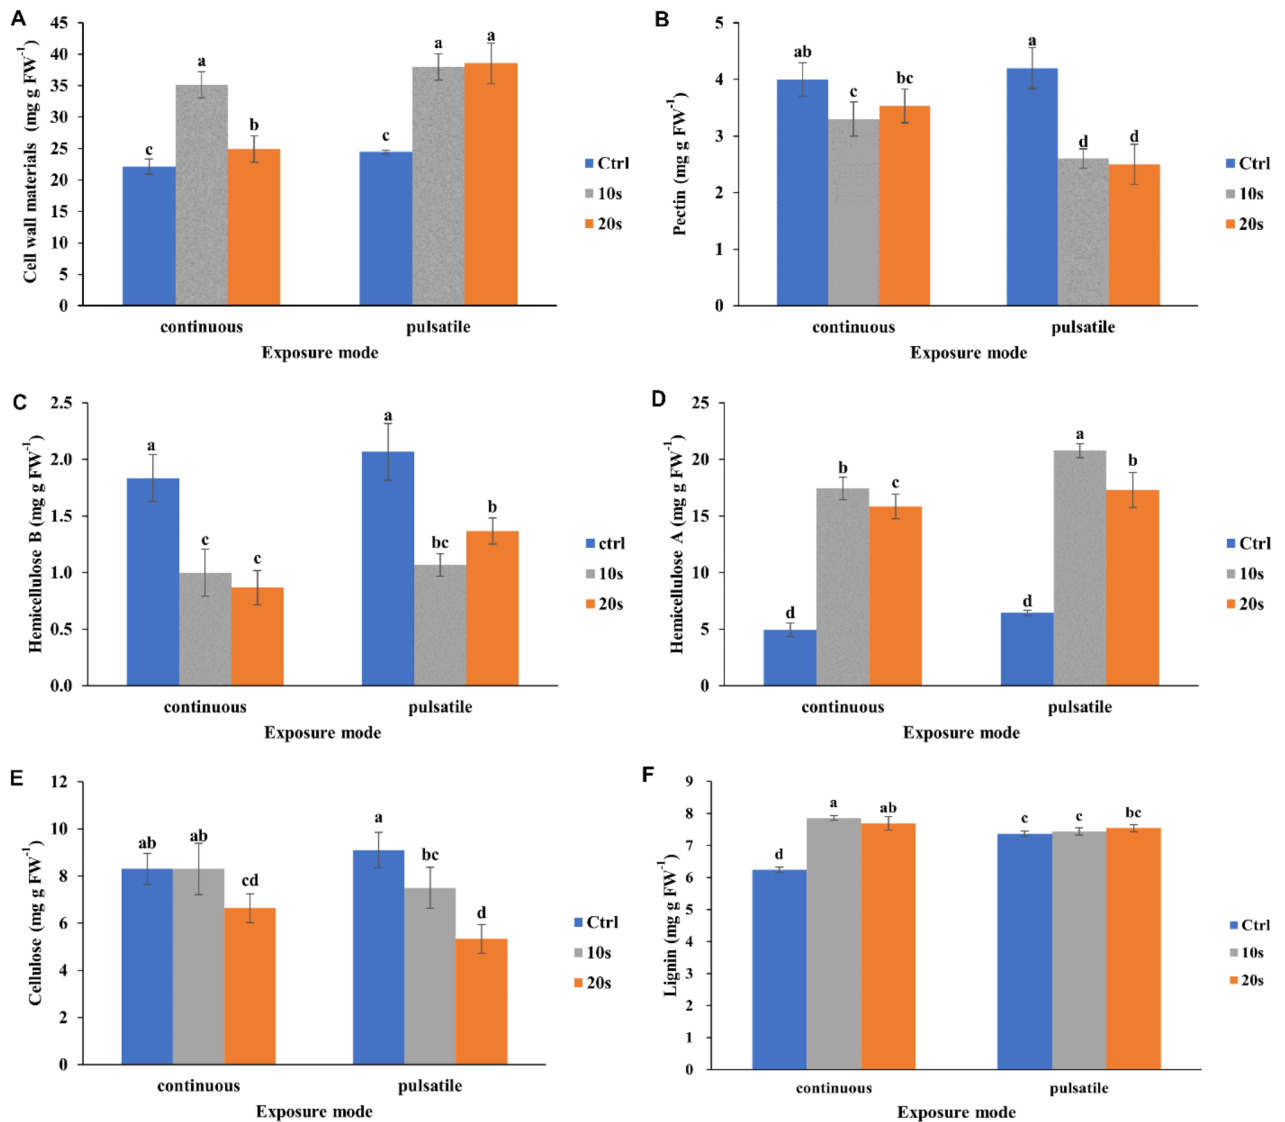 A
Cell wall materials (mg g FW-1)
45
40
35
30
25
20
15
10
5
0
c
a
b
c
a
a
continuous
pulsatile
Exposure mode
Ctrl
10s
20s
B
Pectin (mg g FW-1)
5
4
3
2
1
0
ab
c
bc
a
d
d
continuous
pulsatile
Exposure mode
Ctrl
10s
20s
C
Hemicellulose B (mg g FW-1)
2.5
2.0
1.5
1.0
0.5
0.0
a
c
c
a
bc
b
continuous
pulsatile
Exposure mode
ctrl
10s
20s
D
Hemicellulose A (mg g FW-1)
25
20
15
10
5
0
d
b
c
d
a
b
continuous
pulsatile
Exposure mode
Ctrl
10s
20s
E
Cellulose (mg g FW-1)
12
10
8
6
4
2
0
ab
ab
cd
a
bc
d
continuous
pulsatile
Exposure mode
Ctrl
10s
20s
F
Lignin (mg g FW-1)
9
8
7
6
5
4
3
2
1
0
d
a
ab
c
c
bc
continuous
pulsatile
Exposure mode
Ctrl
10s
20s